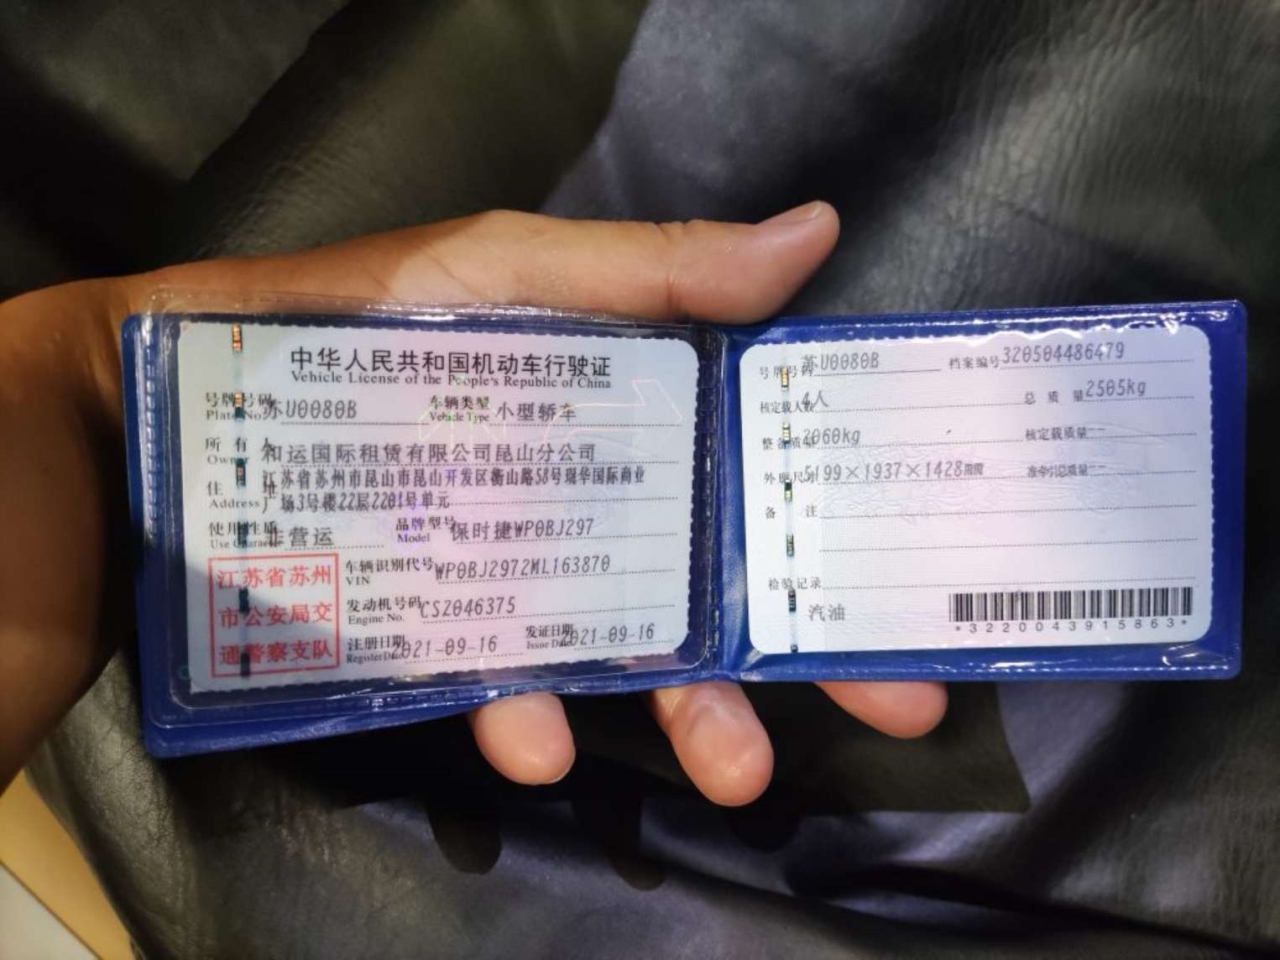 中华人民共和国机动车行驶证
Vehicle License of the People's Republic of China
号牌号码 苏U0080B 车辆类型 小型轿车
Plate No. Vehicle Type
所有人 和运国际租赁有限公司昆山分公司
住址 江苏省苏州市昆山市昆山开发区衡山路58号瑞华国际商业
Address 广场3号楼22层2201号单元
使用性质 非营运 品牌型号 保时捷WP0BJ297
Model
江苏省苏州
市公安局交
通警察支队
车辆识别代号 WP0BJ2972ML163870
VIN
发动机号码 CS2046375
Engine No.
注册日期 2021-09-16 发证日期 2021-09-16
Register Date Issue Date
号牌号码 苏U0080B 档案编号 320504486479
核定载人数 4人 总质量 2505kg
整备质量 2060kg 核定载质量 --
外廓尺寸 5199×1937×1428mm 准牵引总质量 --
备注
检验记录
汽油
*3220043915863*